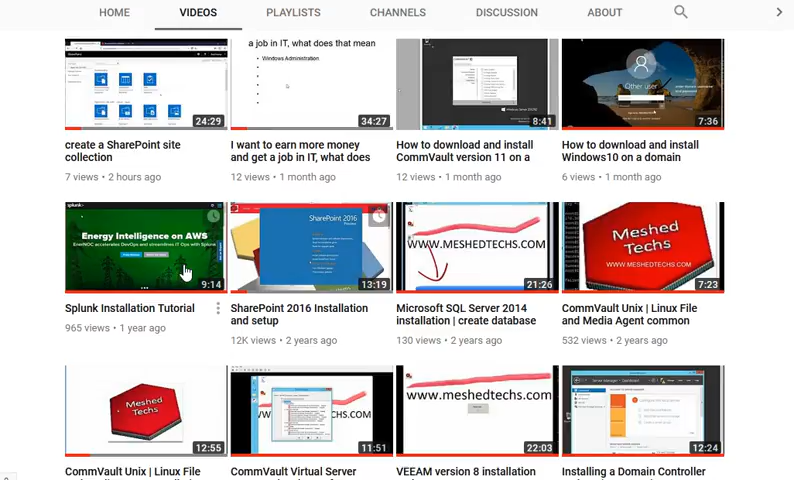 HOME VIDEOS PLAYLISTS CHANNELS DISCUSSION ABOUT
a job in IT, what does that mean
Windows Administration
Other user
24:29
34:27
8:41
7:36
create a SharePoint site
collection
7 views • 2 hours ago
I want to earn more money
and get a job in IT, what does
12 views • 1 month ago
How to download and install
CommVault version 11 on a
12 views • 1 month ago
How to download and install
Windows10 on a domain
6 views • 1 month ago
splunk>
Energy Intelligence on AWS
EnerNOC accelerates DevOps and streamlines IT Ops with Splunk
9:14
SharePoint 2016
13:19
WWW.MESHEDTECHS.COM
21:26
Meshed
Techs
WWW.MESHEDTECHS.COM
7:23
Splunk Installation Tutorial
965 views • 1 year ago
SharePoint 2016 Installation
and setup
12K views • 2 years ago
Microsoft SQL Server 2014
installation | create database
130 views • 2 years ago
CommVault Unix | Linux File
and Media Agent common
532 views • 2 years ago
Meshed
Techs
12:55
11:51
www.meshedtechs.com
22:03
12:24
CommVault Unix | Linux File
CommVault Virtual Server
VEEAM version 8 installation
Installing a Domain Controller